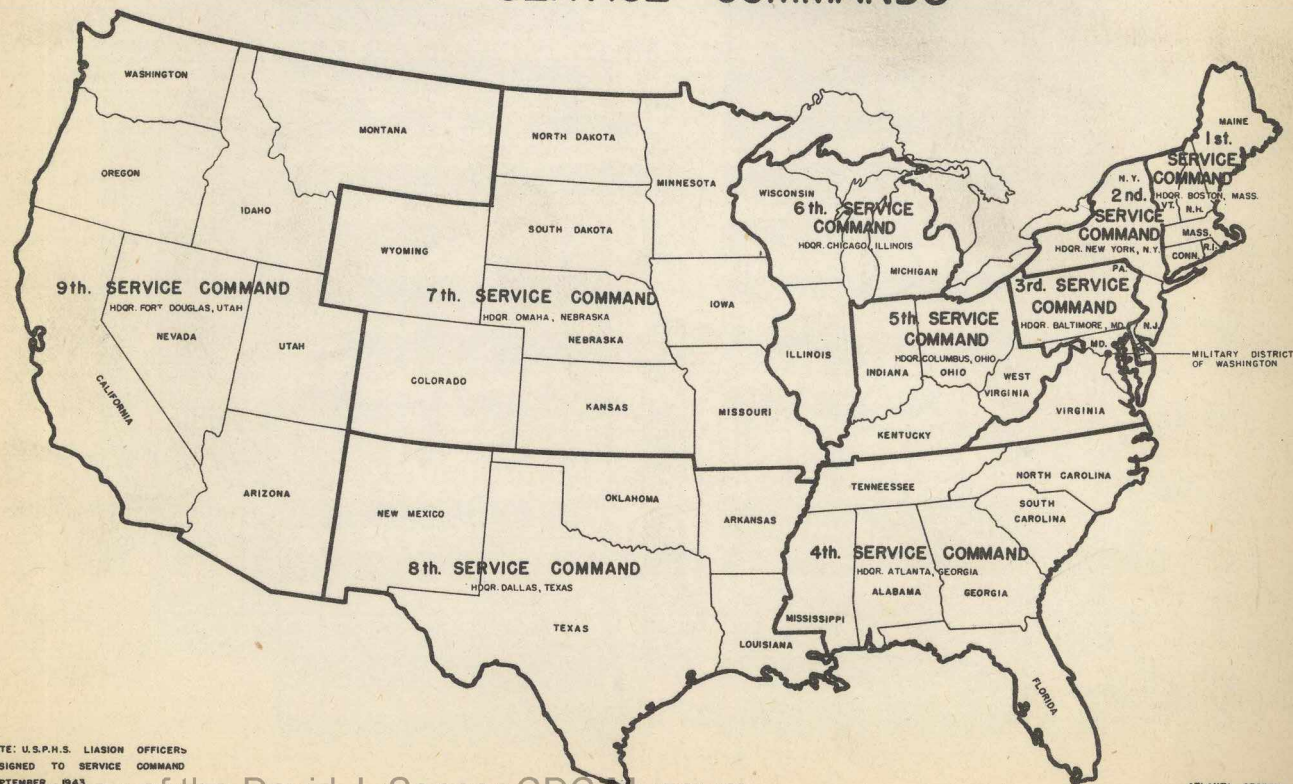 SERVICE COMMANDS
WASHINGTON
MONTANA
NORTH DAKOTA
MINNESOTA
OREGON
IDAHO
WYOMING
SOUTH DAKOTA
WISCONSIN
6th. SERVICE
COMMAND
HDQR. CHICAGO, ILLINOIS
MICHIGAN
MAINE
1st.
SERVICE
COMMAND
HDQR. BOSTON, MASS.
N.Y.
2nd.
SERVICE
COMMAND
HDQR. NEW YORK, N.Y.
VT.
N.H.
MASS.
CONN.
R.I.
PA.
3rd. SERVICE
COMMAND
HDQR. BALTIMORE, MD.
N.J.
MD.
MILITARY DISTRICT
OF WASHINGTON
9th. SERVICE COMMAND
HDQR. FORT DOUGLAS, UTAH
NEVADA
UTAH
CALIFORNIA
ARIZONA
7th. SERVICE COMMAND
HDQR. OMAHA, NEBRASKA
NEBRASKA
IOWA
COLORADO
KANSAS
MISSOURI
ILLINOIS
5th. SERVICE
COMMAND
HDQR. COLUMBUS, OHIO
INDIANA
OHIO
WEST
VIRGINIA
VIRGINIA
KENTUCKY
TENNEESSEE
NORTH CAROLINA
SOUTH
CAROLINA
NEW MEXICO
OKLAHOMA
ARKANSAS
8th. SERVICE COMMAND
HDQR. DALLAS, TEXAS
TEXAS
LOUISIANA
4th. SERVICE COMMAND
HDQR. ATLANTA, GEORGIA
ALABAMA
GEORGIA
MISSISSIPPI
FLORIDA
TE: U.S.P.H.S. LIASION OFFICERS
SIGNED TO SERVICE COMMAND
PTEMBER 1943
of the David J.